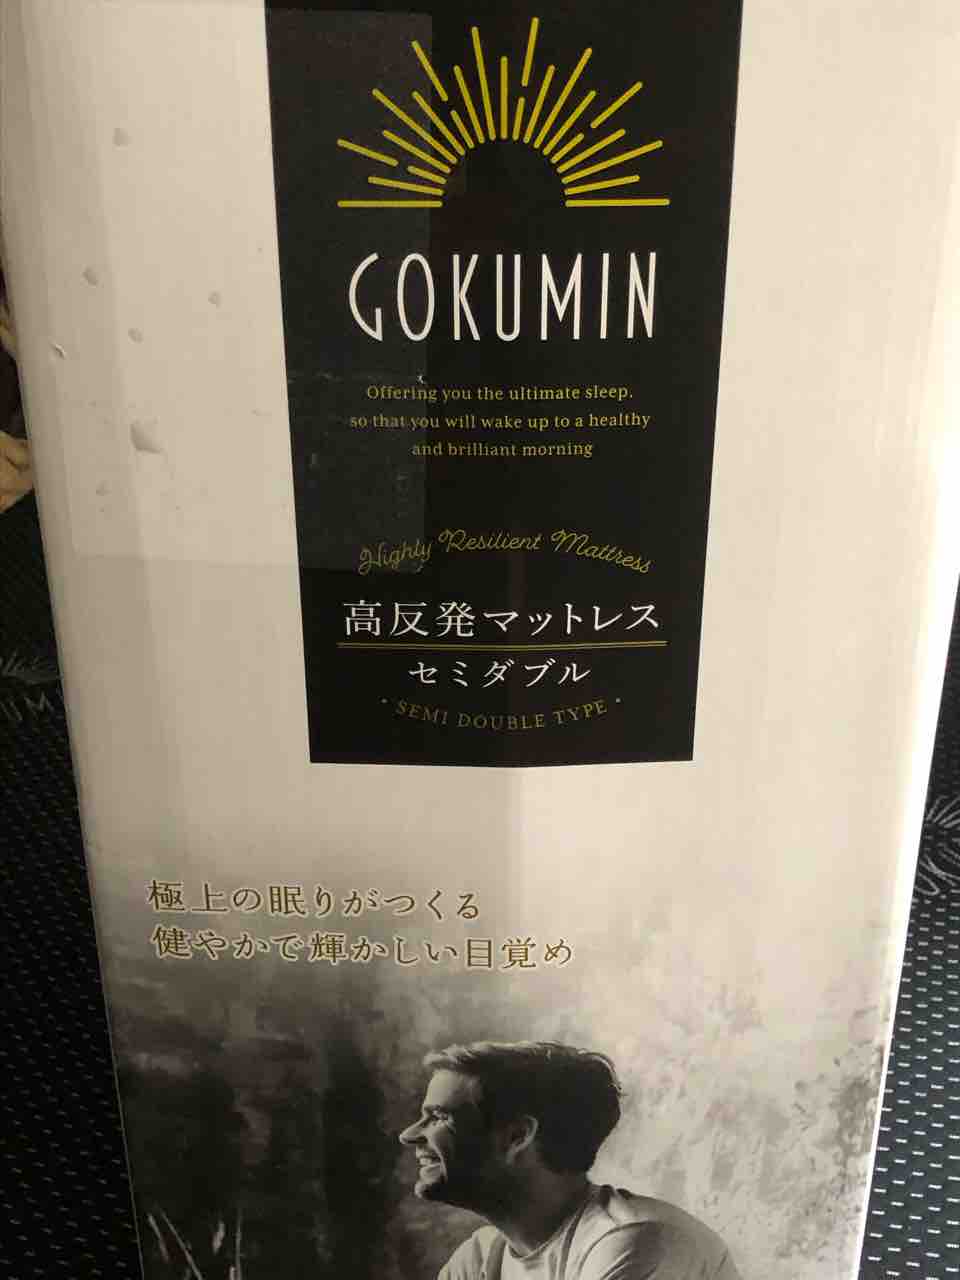 GOKUMIN
Offering you the ultimate sleep.
so that you will wake up to a healthy
and brilliant morning
Highly Resilient Mattress
高反発マットレス
セミダブル
・SEMI DOUBLE TYPE・
極上の眠りがつくる
健やかで輝かしい目覚め